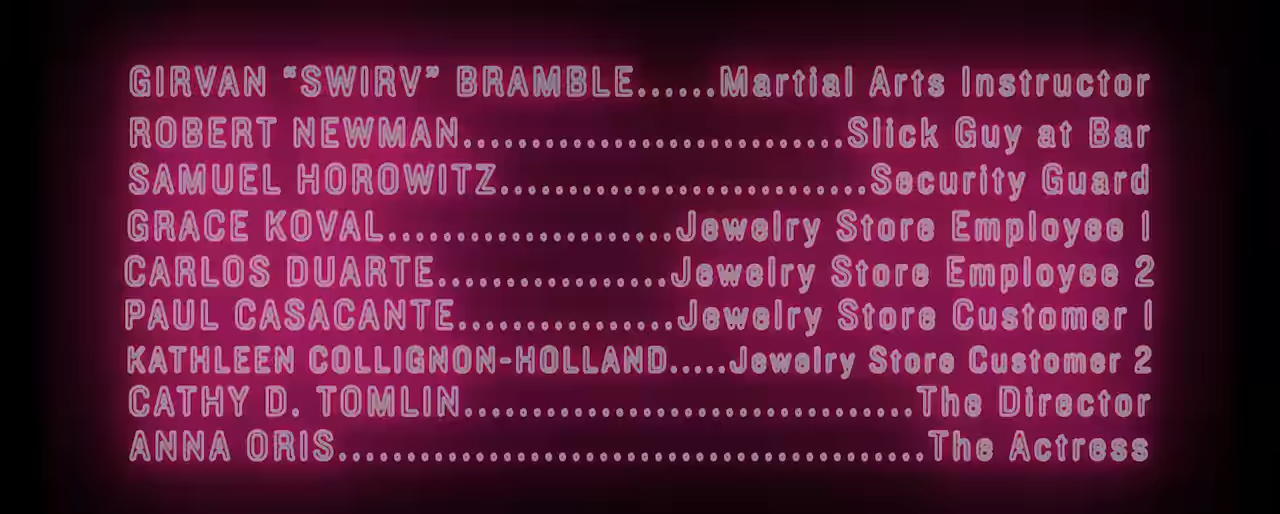 GIRVAN “SWIRV” BRAMBLE......Martial Arts Instructor
ROBERT NEWMAN............................Slick Guy at Bar
SAMUEL HOROWITZ...........................Security Guard
GRACE KOVAL.....................Jewelry Store Employee 1
CARLOS DUARTE.................Jewelry Store Employee 2
PAUL CASACANTE................Jewelry Store Customer 1
KATHLEEN COLLIGNON-HOLLAND.....Jewelry Store Customer 2
CATHY D. TOMLIN.................................The Director
ANNA ORIS...........................................The Actress